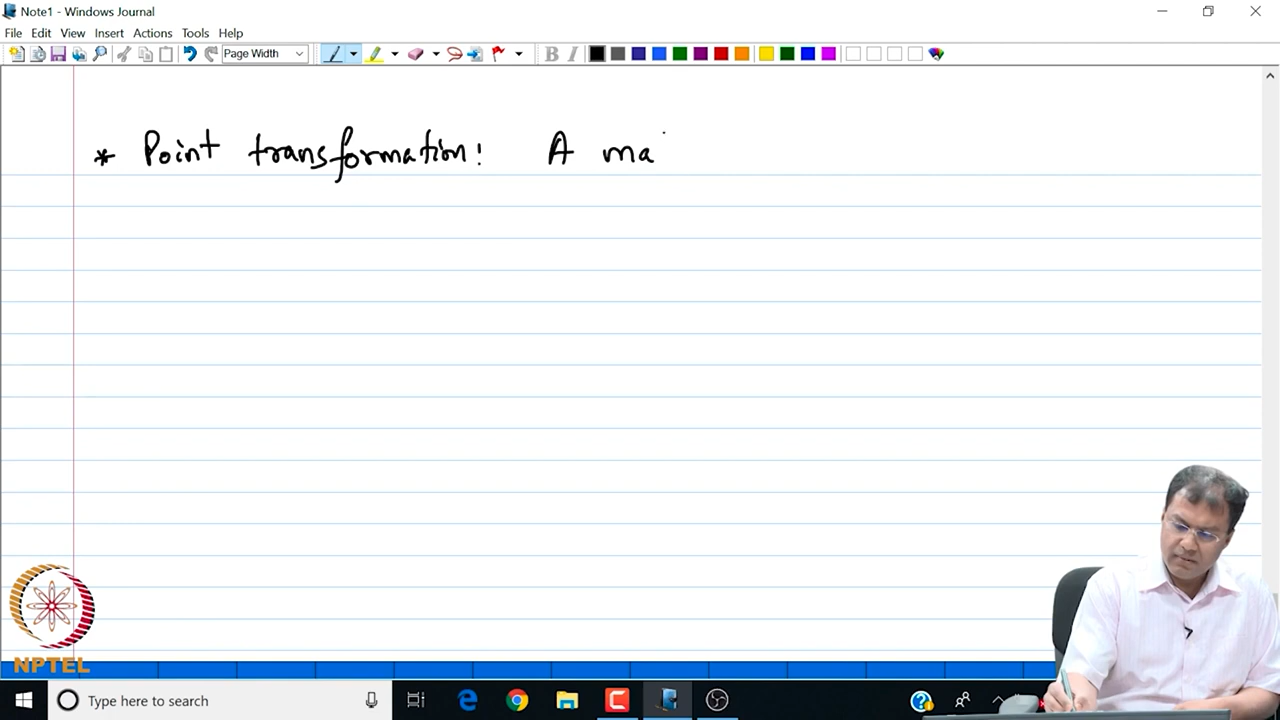 Note1 - Windows Journal
File Edit View Insert Actions Tools Help
Page Width B I
* Point transformation: A ma
NPTEL
Type here to search